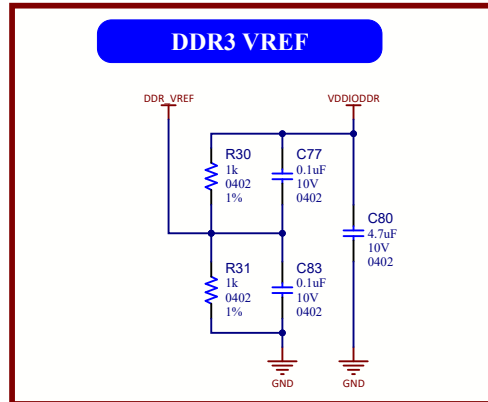 DDR3 VREF
DDR_VREF
VDDIODDR
R30
1k
0402
1%
C77
0.1uF
10V
0402
C80
4.7uF
10V
0402
R31
1k
0402
1%
C83
0.1uF
10V
0402
GND
GND